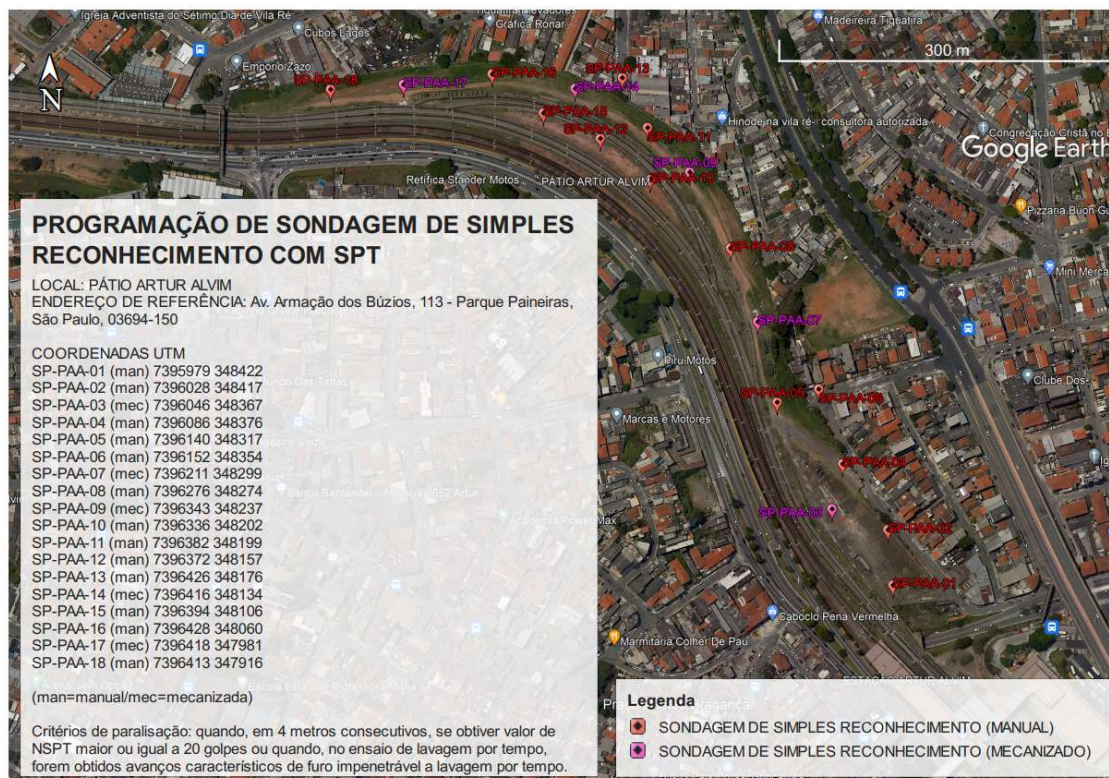 Igreja Adventista do Sétimo Dia de Vila Ré
Cubos Lagos
Gráfica Ronar
Empório Zazo
Madeireira Tiquatira
300 m
N
SP-PAA-18
SP-PAA-17
SP-PAA-16
SP-PAA-13
SP-PAA-14
SP-PAA-15
SP-PAA-12
SP-PAA-11
SP-PAA-09
SP-PAA-10
Hinode na vila ré- consultora autorizada
Congregação Cristã no
Google Earth
Retífica Stander Motos
PÁTIO ARTUR ALVIM
Pizzaria Buon
SP-PAA-08
Mini Merca
SP-PAA-07
Piru Motos
Clube Dos
SP-PAA-05
SP-PAA-06
Marcas e Motores
SP-PAA-04
SP-PAA-03
SP-PAA-02
SP-PAA-01
Caboclo Pena Vermelha
Marmitaria Colher De Pau
ESTAÇÃO ARTUR ALVIM
PROGRAMAÇÃO DE SONDAGEM DE SIMPLES
RECONHECIMENTO COM SPT
LOCAL: PÁTIO ARTUR ALVIM
ENDEREÇO DE REFERÊNCIA: Av. Armação dos Búzios, 113 - Parque Paineiras,
São Paulo, 03694-150
COORDENADAS UTM
SP-PAA-01 (man) 7395979 348422
SP-PAA-02 (man) 7396028 348417
SP-PAA-03 (mec) 7396046 348367
SP-PAA-04 (man) 7396086 348376
SP-PAA-05 (man) 7396140 348317
SP-PAA-06 (man) 7396152 348354
SP-PAA-07 (mec) 7396211 348299
SP-PAA-08 (man) 7396276 348274
SP-PAA-09 (mec) 7396343 348237
SP-PAA-10 (man) 7396336 348202
SP-PAA-11 (man) 7396382 348199
SP-PAA-12 (man) 7396372 348157
SP-PAA-13 (man) 7396426 348176
SP-PAA-14 (mec) 7396416 348134
SP-PAA-15 (man) 7396394 348106
SP-PAA-16 (man) 7396428 348060
SP-PAA-17 (mec) 7396418 347981
SP-PAA-18 (man) 7396413 347916
(man=manual/mec=mecanizada)
Critérios de paralisação: quando, em 4 metros consecutivos, se obtiver valor de
NSPT maior ou igual a 20 golpes ou quando, no ensaio de lavagem por tempo,
forem obtidos avanços característicos de furo impenetrável a lavagem por tempo.
Legenda
SONDAGEM DE SIMPLES RECONHECIMENTO (MANUAL)
SONDAGEM DE SIMPLES RECONHECIMENTO (MECANIZADO)